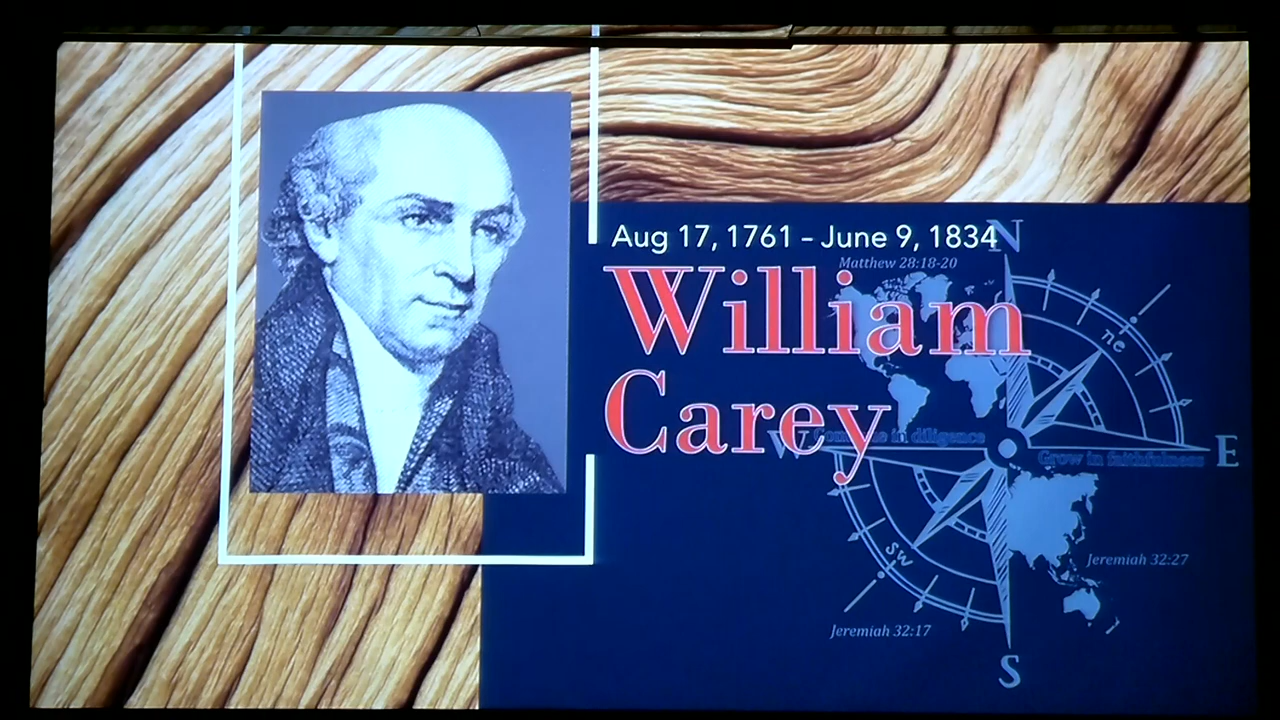 Aug 17, 1761 – June 9, 1834
N
Matthew 28:18-20
William
ne
Carey
W
in diligence
E
Grow in faithfulness
sw
Jeremiah 32:27
Jeremiah 32:17
S